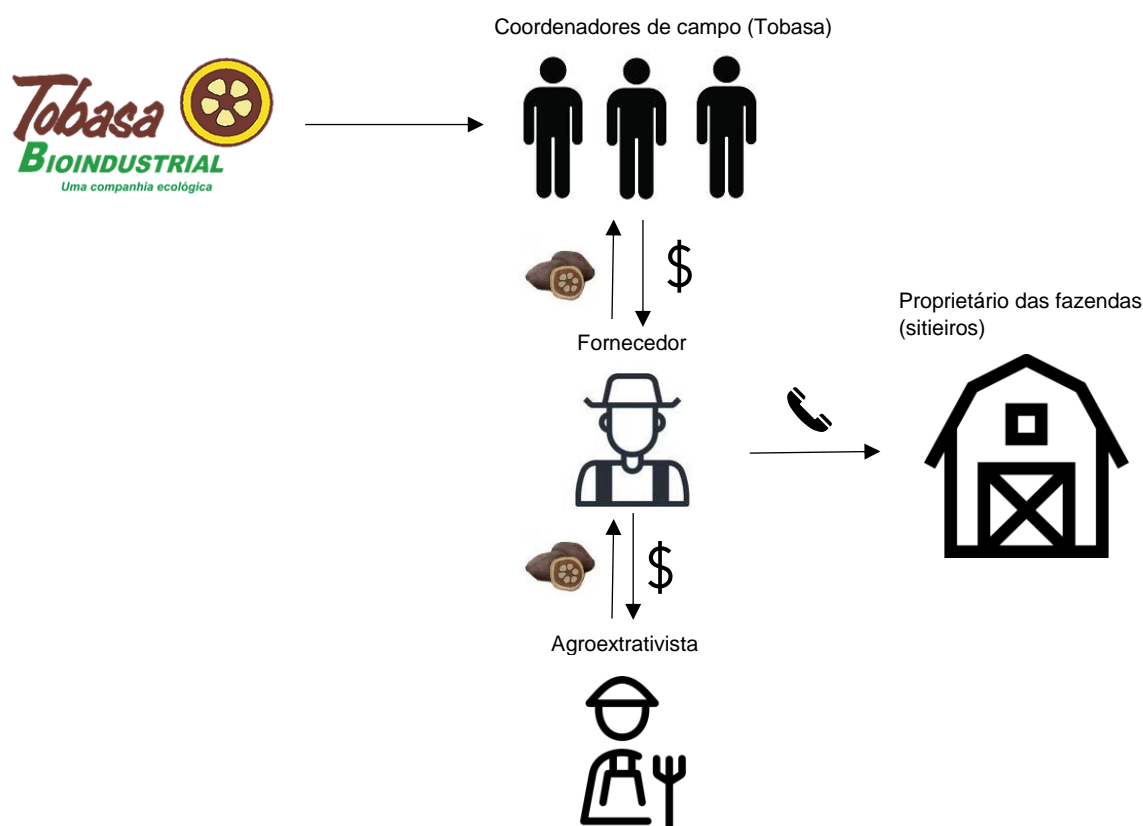 Coordenadores de campo (Tobasa)
Tobasa
BIOINDUSTRIAL
Uma companhia ecológica
$
Proprietário das fazendas
(sitieiros)
Fornecedor
$
Agroextrativista